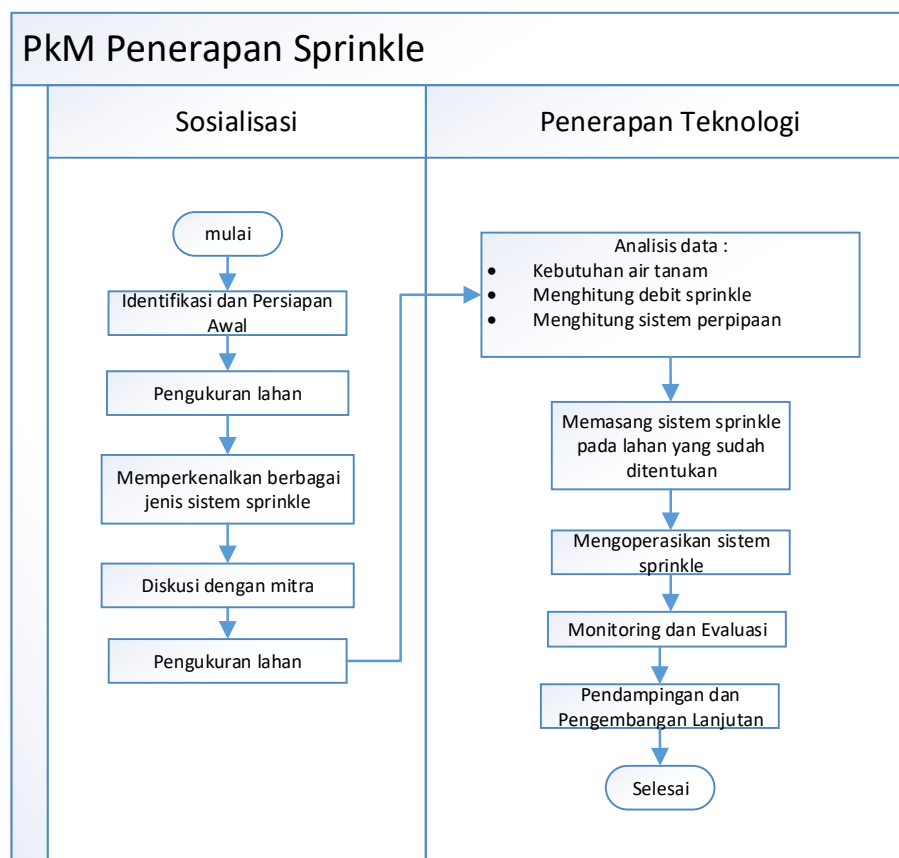 PkM Penerapan Sprinkle
Sosialisasi
mulai
Identifikasi dan Persiapan
Awal
Pengukuran lahan
Memperkenalkan berbagai
jenis sistem sprinkle
Diskusi dengan mitra
Pengukuran lahan
Penerapan Teknologi
Analisis data :
• Kebutuhan air tanam
• Menghitung debit sprinkle
• Menghitung sistem perpipaan
Memasang sistem sprinkle
pada lahan yang sudah
ditentukan
Mengoperasikan sistem
sprinkle
Monitoring dan Evaluasi
Pendampingan dan
Pengembangan Lanjutan
Selesai